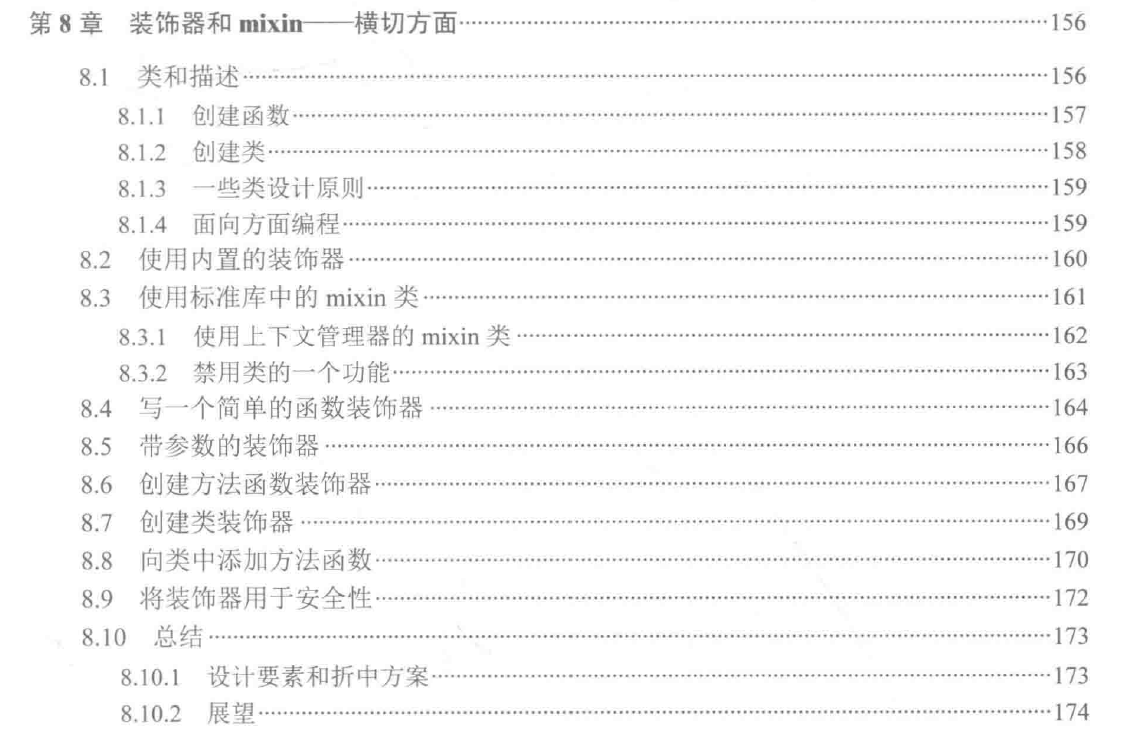 第 8 章 装饰器和 mixin——横切方面………156
8.1 类和描述………156
8.1.1 创建函数………157
8.1.2 创建类………158
8.1.3 一些类设计原则………159
8.1.4 面向方面编程………159
8.2 使用内置的装饰器………160
8.3 使用标准库中的 mixin 类………161
8.3.1 使用上下文管理器的 mixin 类………162
8.3.2 禁用类的一个功能………163
8.4 写一个简单的函数装饰器………164
8.5 带参数的装饰器………166
8.6 创建方法函数装饰器………167
8.7 创建类装饰器………169
8.8 向类中添加方法函数………170
8.9 将装饰器用于安全性………172
8.10 总结………173
8.10.1 设计要素和折中方案………173
8.10.2 展望………174